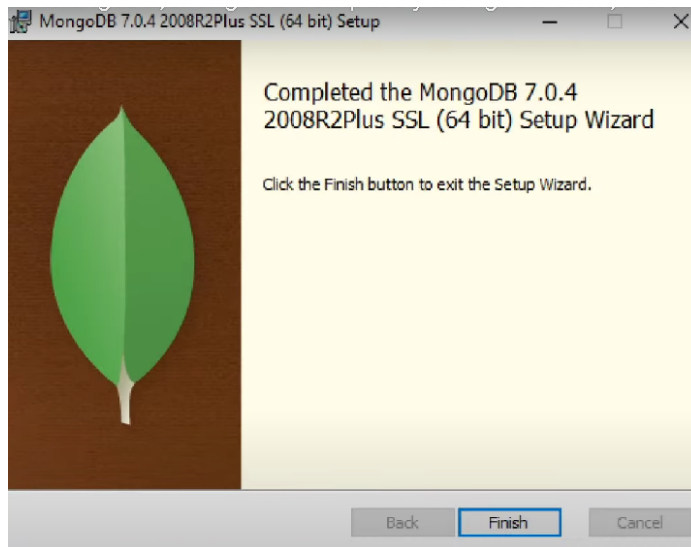 MongoDB 7.0.4 2008R2Plus SSL (64 bit) Setup
Completed the MongoDB 7.0.4
2008R2Plus SSL (64 bit) Setup Wizard
Click the Finish button to exit the Setup Wizard.
Back
Finish
Cancel